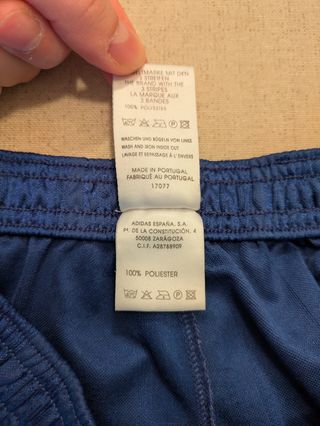 MIT DEN
3 STREIFEN
THE BRAND WITH THE
3 STRIPES
LA MARQUE AUX
3 BANDES
100% POLYESTER
WASCHEN UND BÜGELN VON LINKS
WASH AND IRON INSIDE OUT
LAVAGE ET REPASSAGE À L'ENVERS
MADE IN PORTUGAL
FABRIQUÉ AU PORTUGAL
17077
ADIDAS ESPAÑA, S.A.
Pl. DE LA CONSTITUCIÓN, 4
50008 ZARAGOZA
C.I.F. A28788909
100% POLIESTER